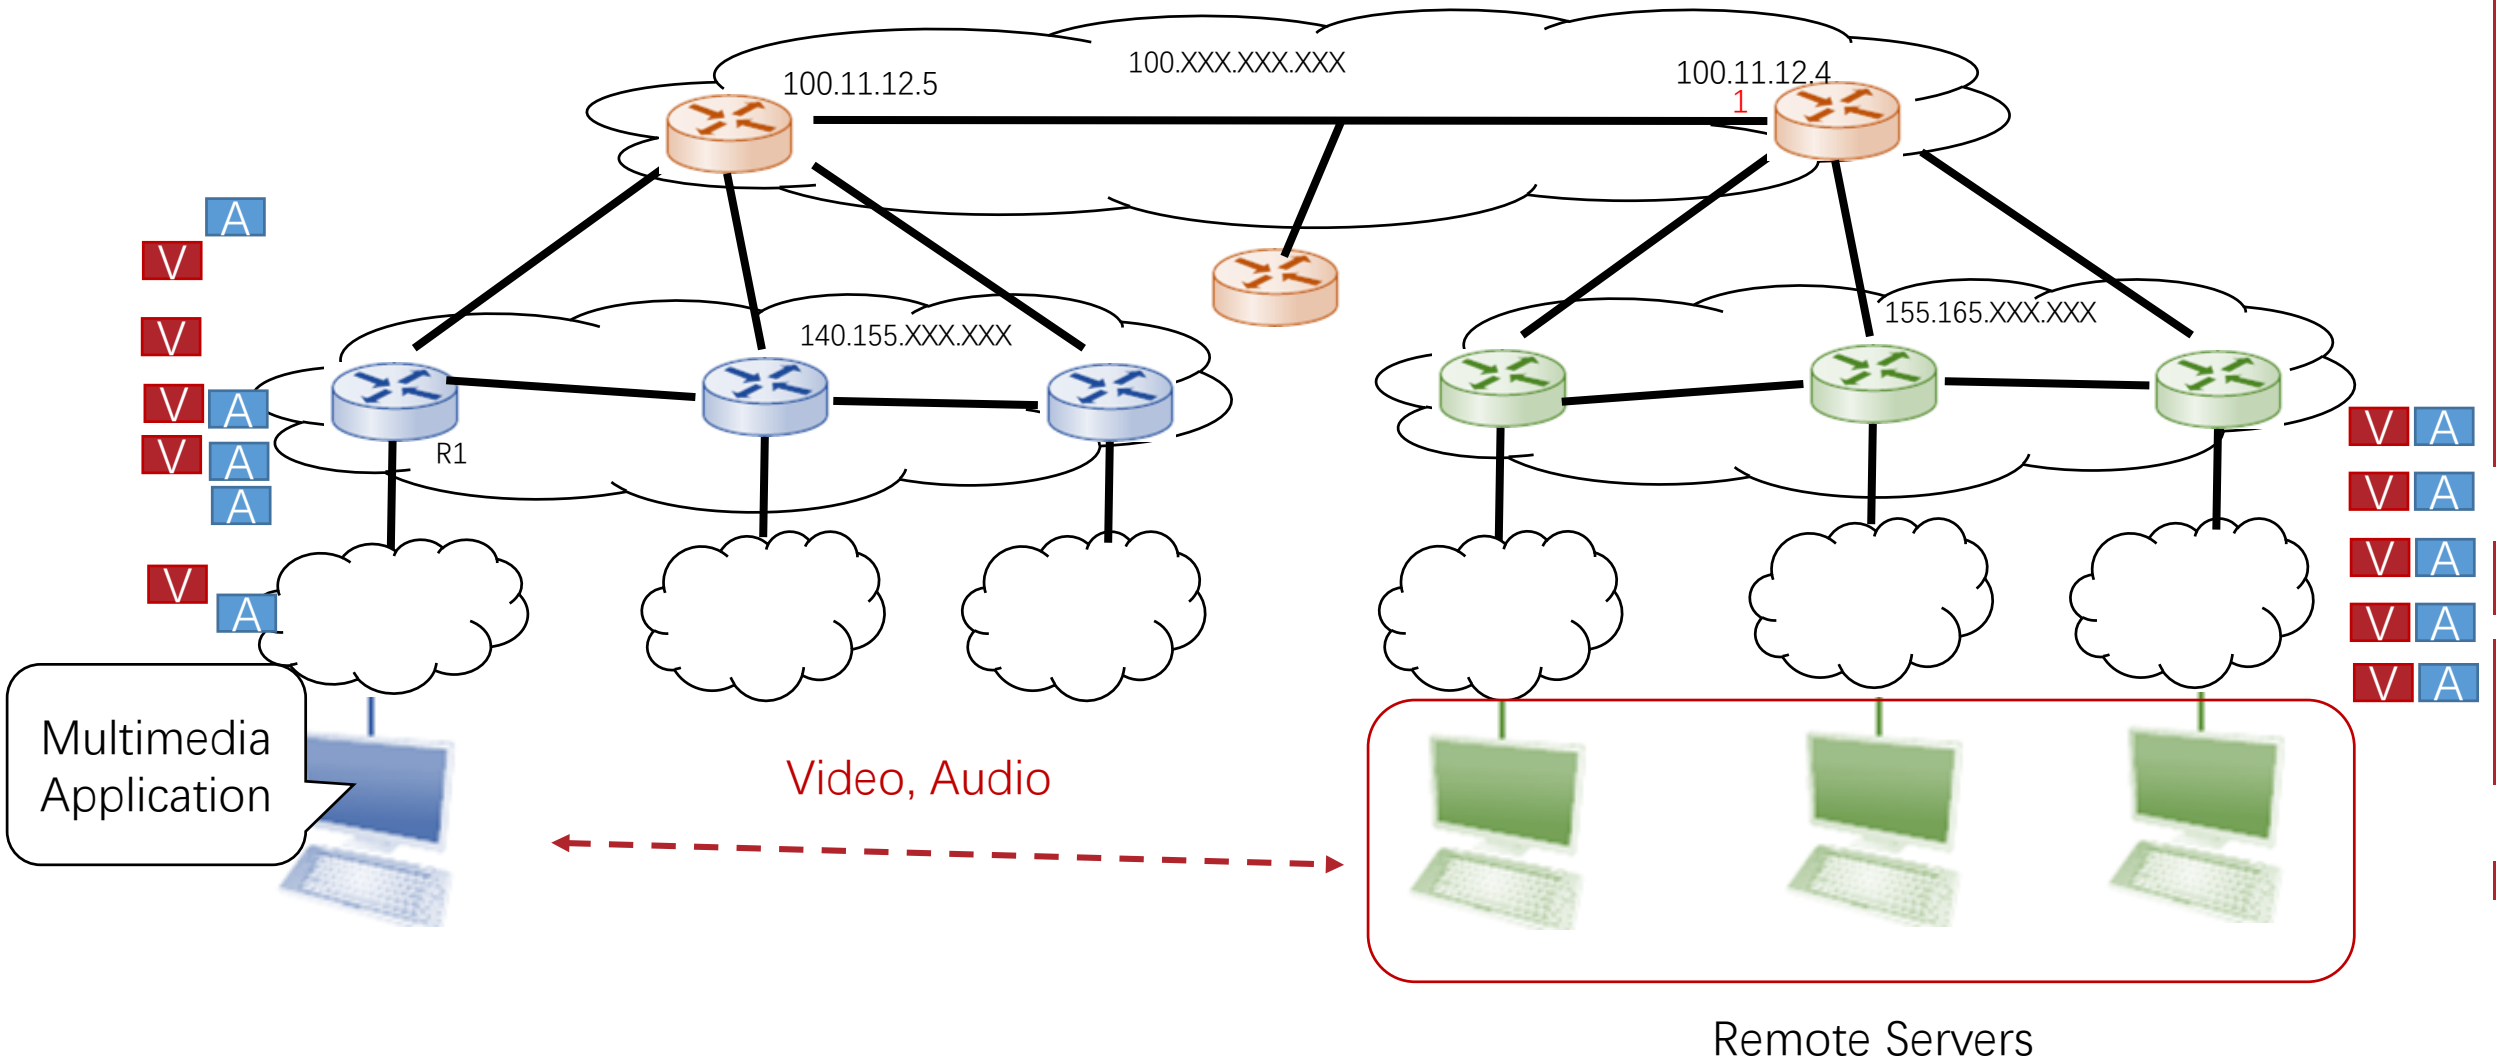 100.XXX.XXX.XXX
100.11.12.5
100.11.12.4
1
A
V
V
140.155.XXX.XXX
155.165.XXX.XXX
V A
V A
R1
A
V A
V A
V A
V A
V A
V
A
Multimedia
Application
Video, Audio
Remote Servers